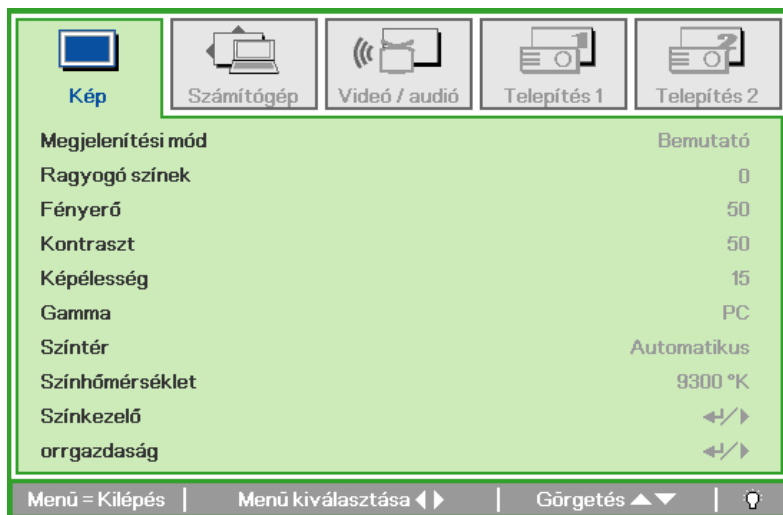 Kép Számítógép Videó / audió Telepítés 1 Telepítés 2
Megjelenítési mód Bemutató
Ragyogó színek 0
Fényerő 50
Kontraszt 50
Képélesség 15
Gamma PC
Színtér Automatikus
Színhőmérséklet 9300 °K
Színkezelő
orrgazdaság
Menü = Kilépés Menü kiválasztása Görgetés